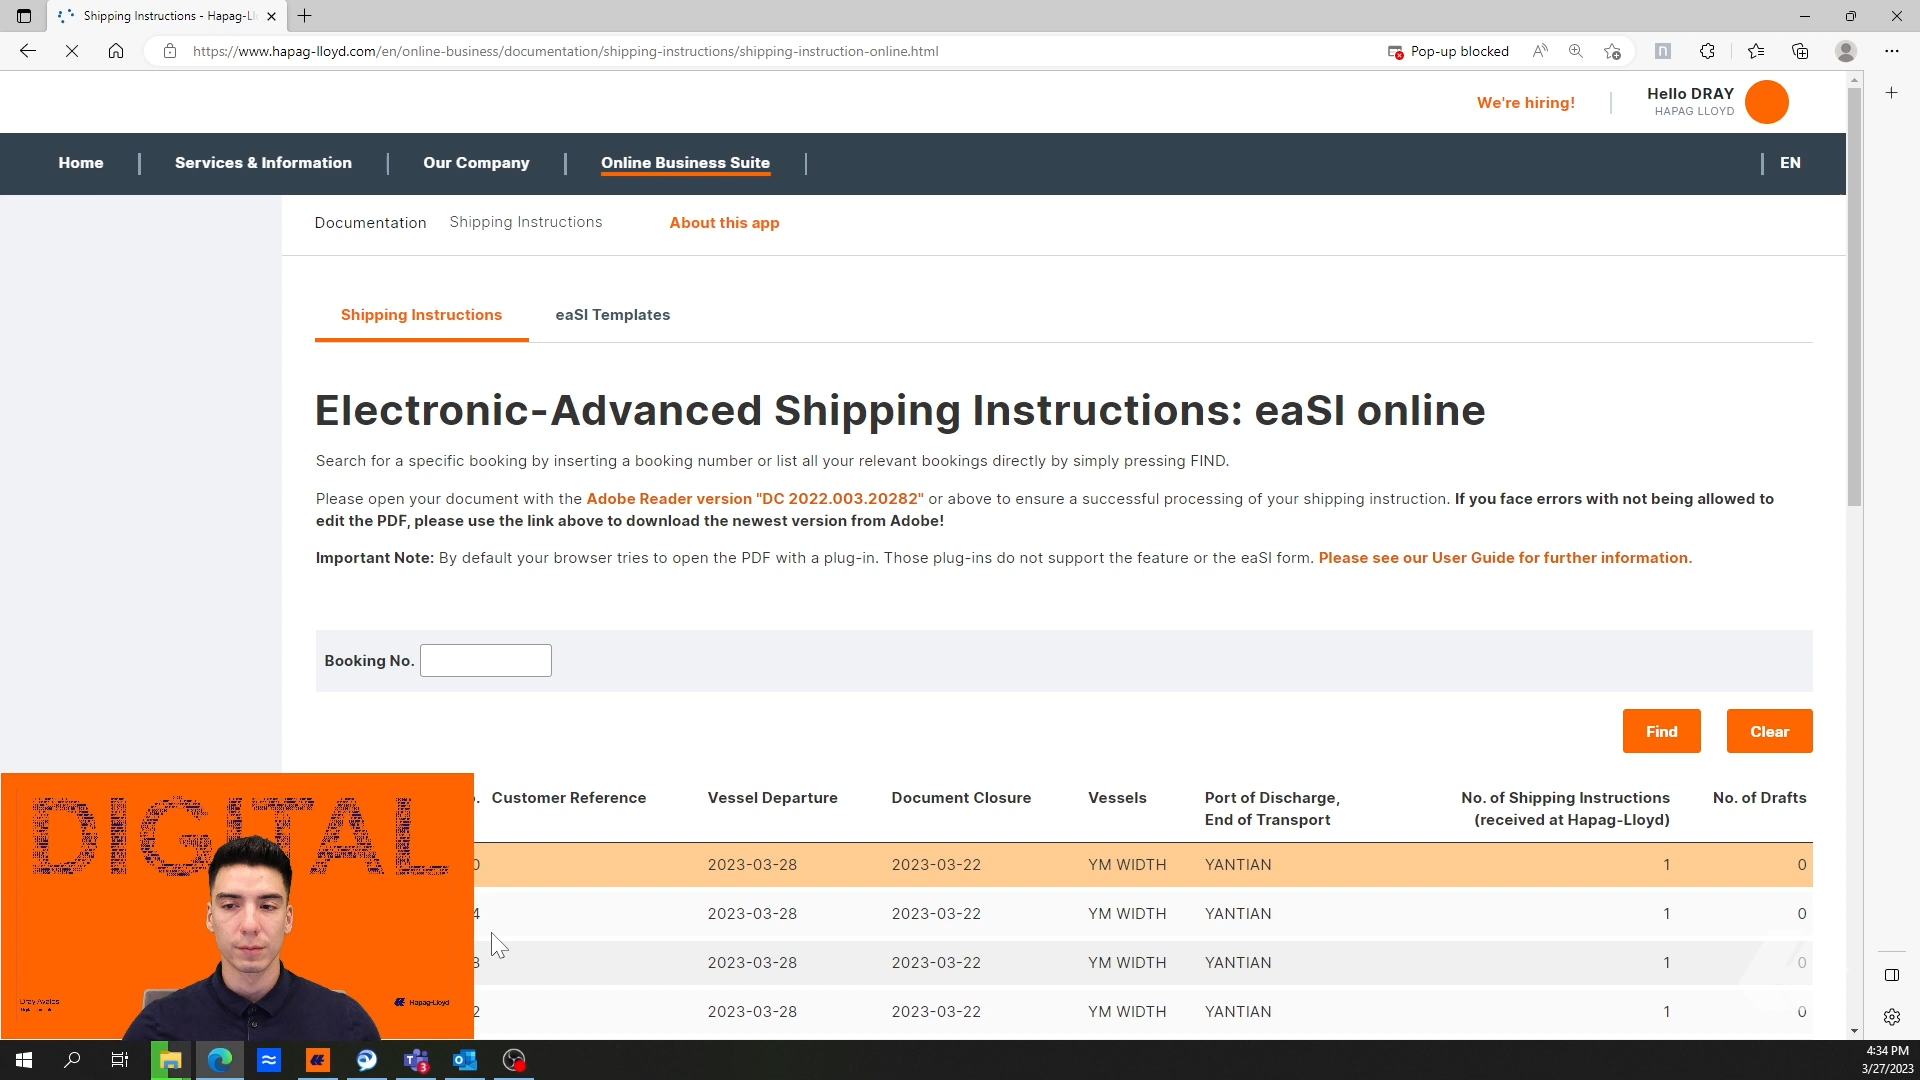 Shipping Instructions - Hapag-Ll
https://www.hapag-lloyd.com/en/online-business/documentation/shipping-instructions/shipping-instruction-online.html
Pop-up blocked
We're hiring!
Hello DRAY
HAPAG LLOYD
Home
Services & Information
Our Company
Online Business Suite
EN
Documentation
Shipping Instructions
About this app
Shipping Instructions
eaSI Templates
Electronic-Advanced Shipping Instructions: eaSI online
Search for a specific booking by inserting a booking number or list all your relevant bookings directly by simply pressing FIND.
Please open your document with the Adobe Reader version "DC 2022.003.20282" or above to ensure a successful processing of your shipping instruction. If you face errors with not being allowed to
edit the PDF, please use the link above to download the newest version from Adobe!
Important Note: By default your browser tries to open the PDF with a plug-in. Those plug-ins do not support the feature or the eaSI form. Please see our User Guide for further information.
Booking No.
Find
Clear
Customer Reference
Vessel Departure
Document Closure
Vessels
Port of Discharge,
End of Transport
No. of Shipping Instructions
(received at Hapag-Lloyd)
No. of Drafts
0 2023-03-28 2023-03-22 YM WIDTH YANTIAN 1 0
4 2023-03-28 2023-03-22 YM WIDTH YANTIAN 1 0
3 2023-03-28 2023-03-22 YM WIDTH YANTIAN 1 0
2 2023-03-28 2023-03-22 YM WIDTH YANTIAN 1 0
DIGITAL
Dray Avalos
Hapag-Lloyd
3
4:34 PM
3/27/2023